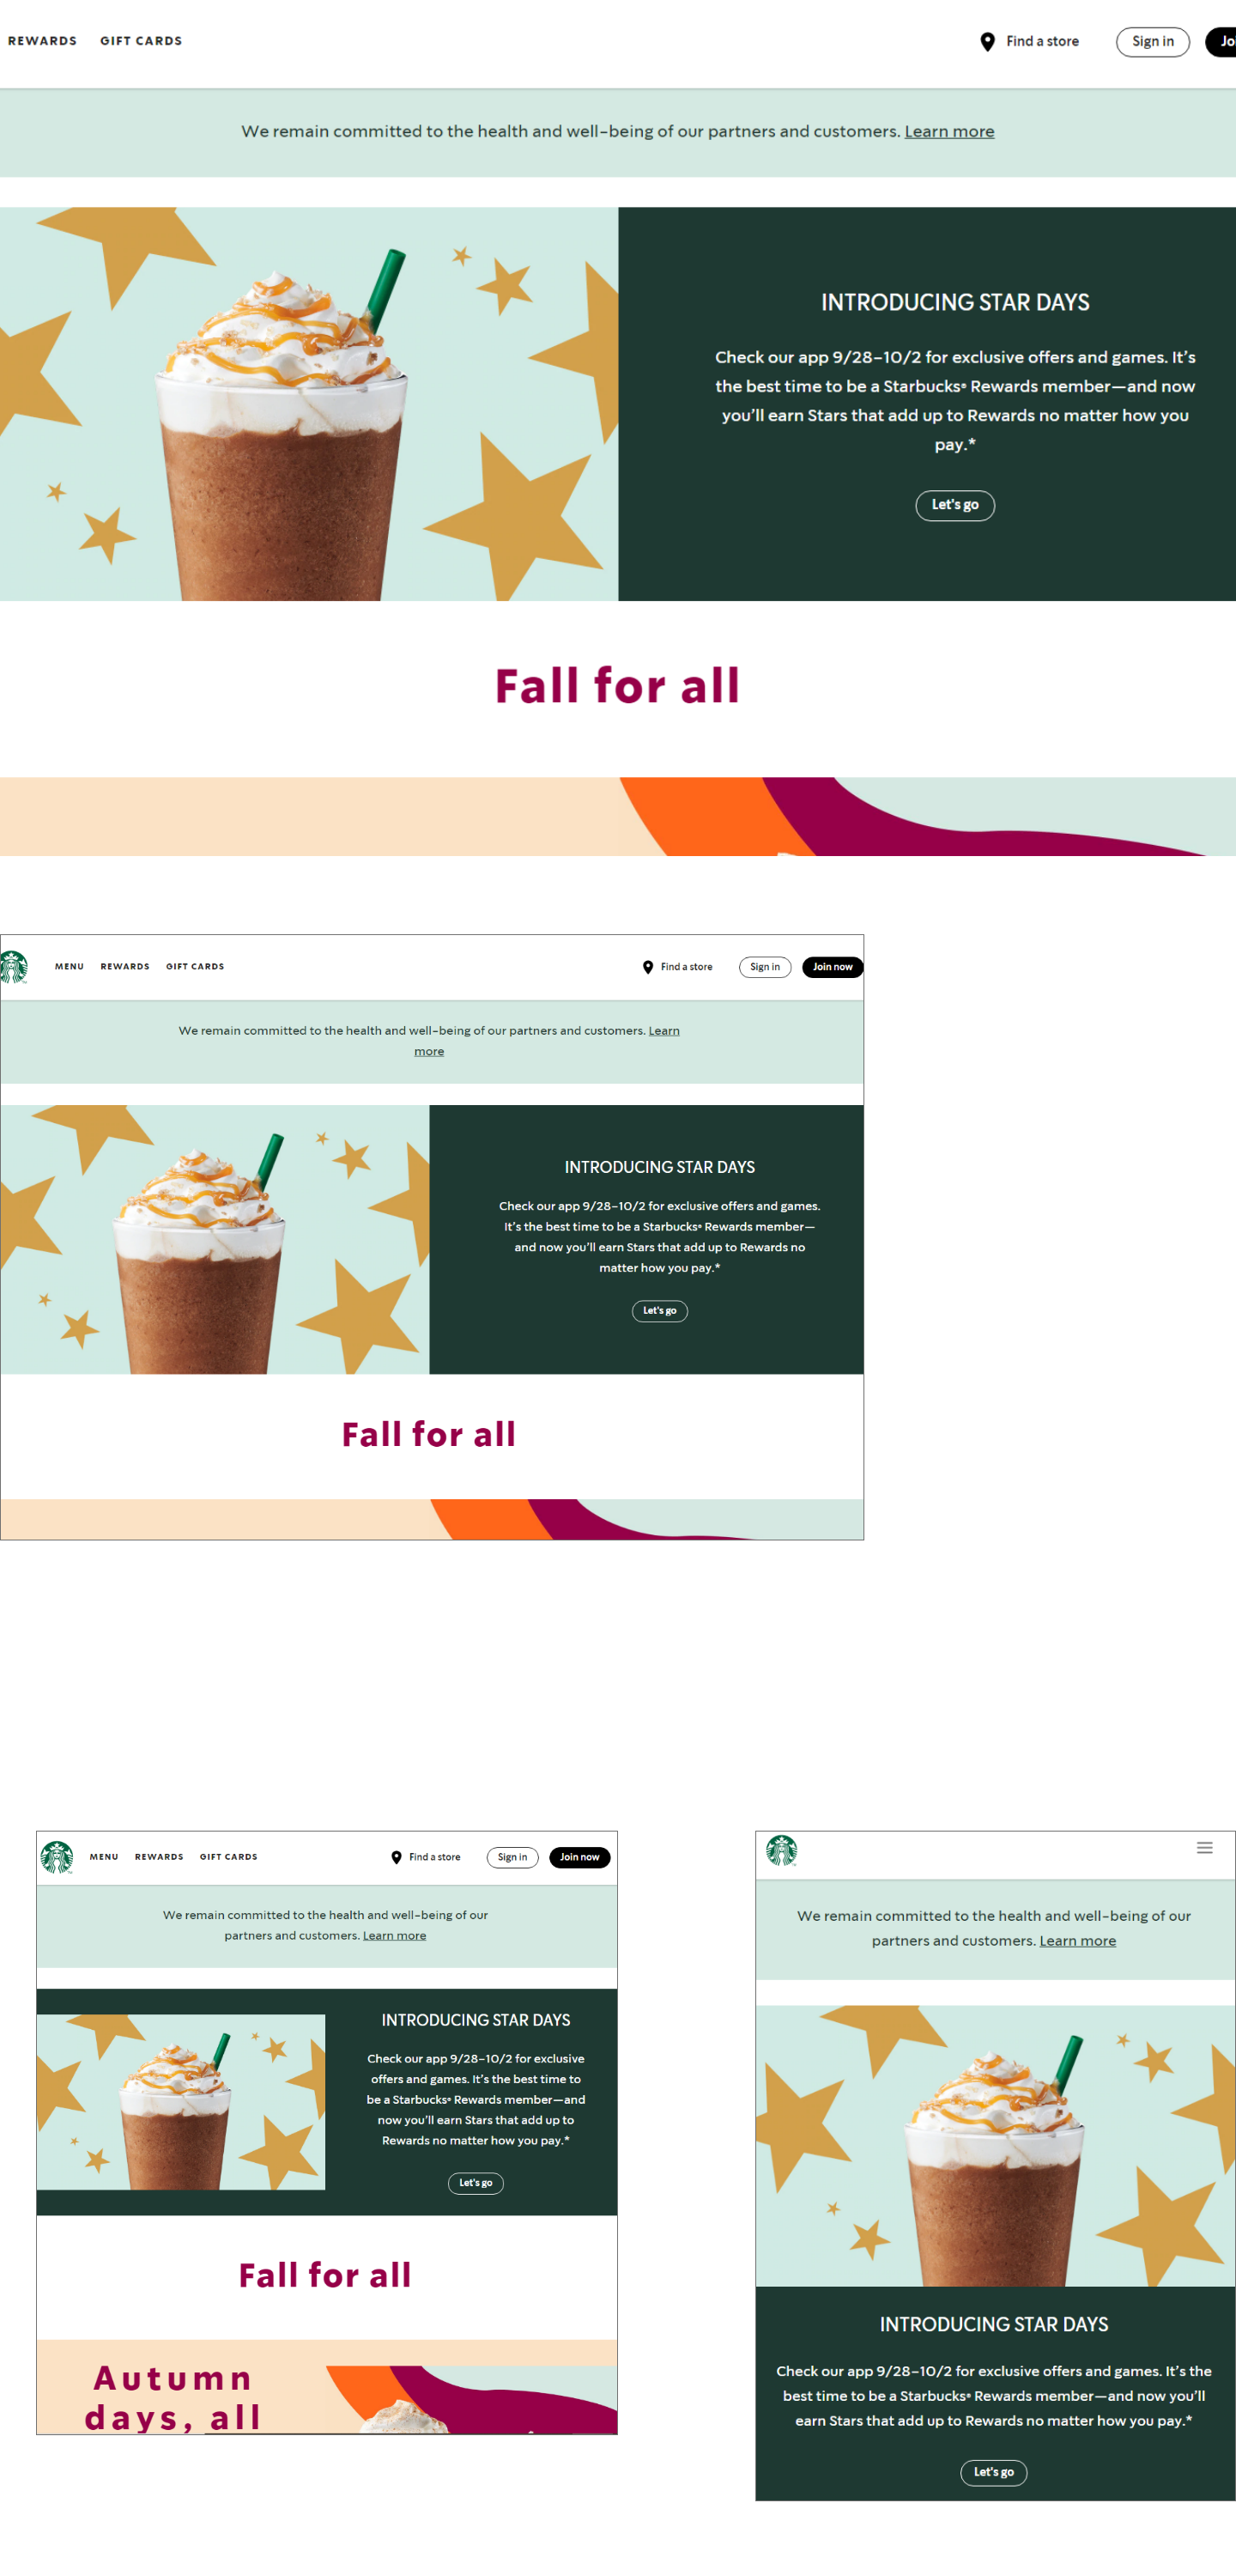 REWARDS GIFT CARDS Find a store Sign in
We remain committed to the health and well-being of our partners and customers. Learn more
INTRODUCING STAR DAYS
Check our app 9/28–10/2 for exclusive offers and games. It’s
the best time to be a Starbucks® Rewards member—and now
you’ll earn Stars that add up to Rewards no matter how you
pay.*
Let's go
Fall for all
MENU REWARDS GIFT CARDS Find a store Sign in Join now
We remain committed to the health and well-being of our partners and customers. Learn
more
INTRODUCING STAR DAYS
Check our app 9/28–10/2 for exclusive offers and games.
It’s the best time to be a Starbucks® Rewards member—
and now you’ll earn Stars that add up to Rewards no
matter how you pay.*
Let's go
Fall for all
MENU REWARDS GIFT CARDS Find a store Sign in Join now
We remain committed to the health and well-being of our
partners and customers. Learn more
INTRODUCING STAR DAYS
Check our app 9/28–10/2 for exclusive
offers and games. It’s the best time to
be a Starbucks® Rewards member—and
now you’ll earn Stars that add up to
Rewards no matter how you pay.*
Let's go
Fall for all
Autumn
days, all
We remain committed to the health and well-being of our
partners and customers. Learn more
INTRODUCING STAR DAYS
Check our app 9/28–10/2 for exclusive offers and games. It’s the
best time to be a Starbucks® Rewards member—and now you’ll
earn Stars that add up to Rewards no matter how you pay.*
Let's go